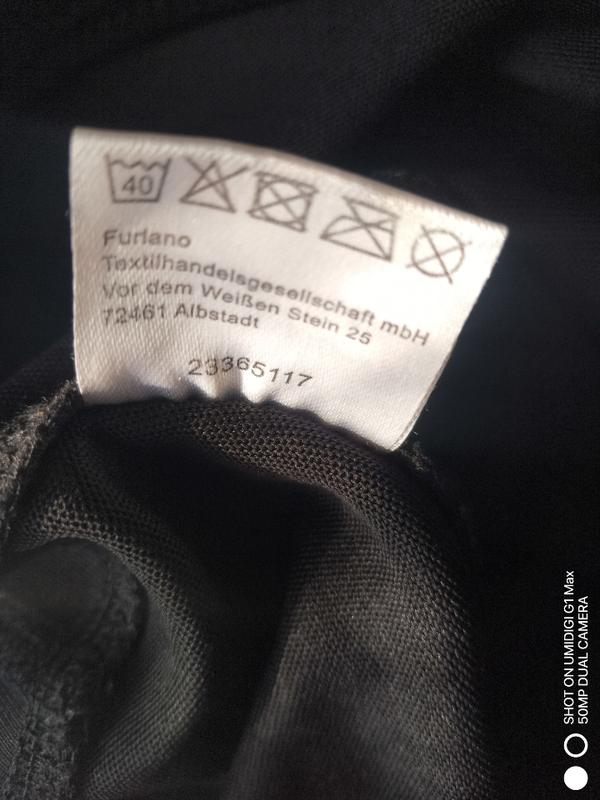 40
Furiano
Textilhandelsgesellschaft mbH
Vor dem Weißen Stein 25
72461 Albstadt
23365117
SHOT ON UMIDIGI G1 Max
50MP DUAL CAMERA